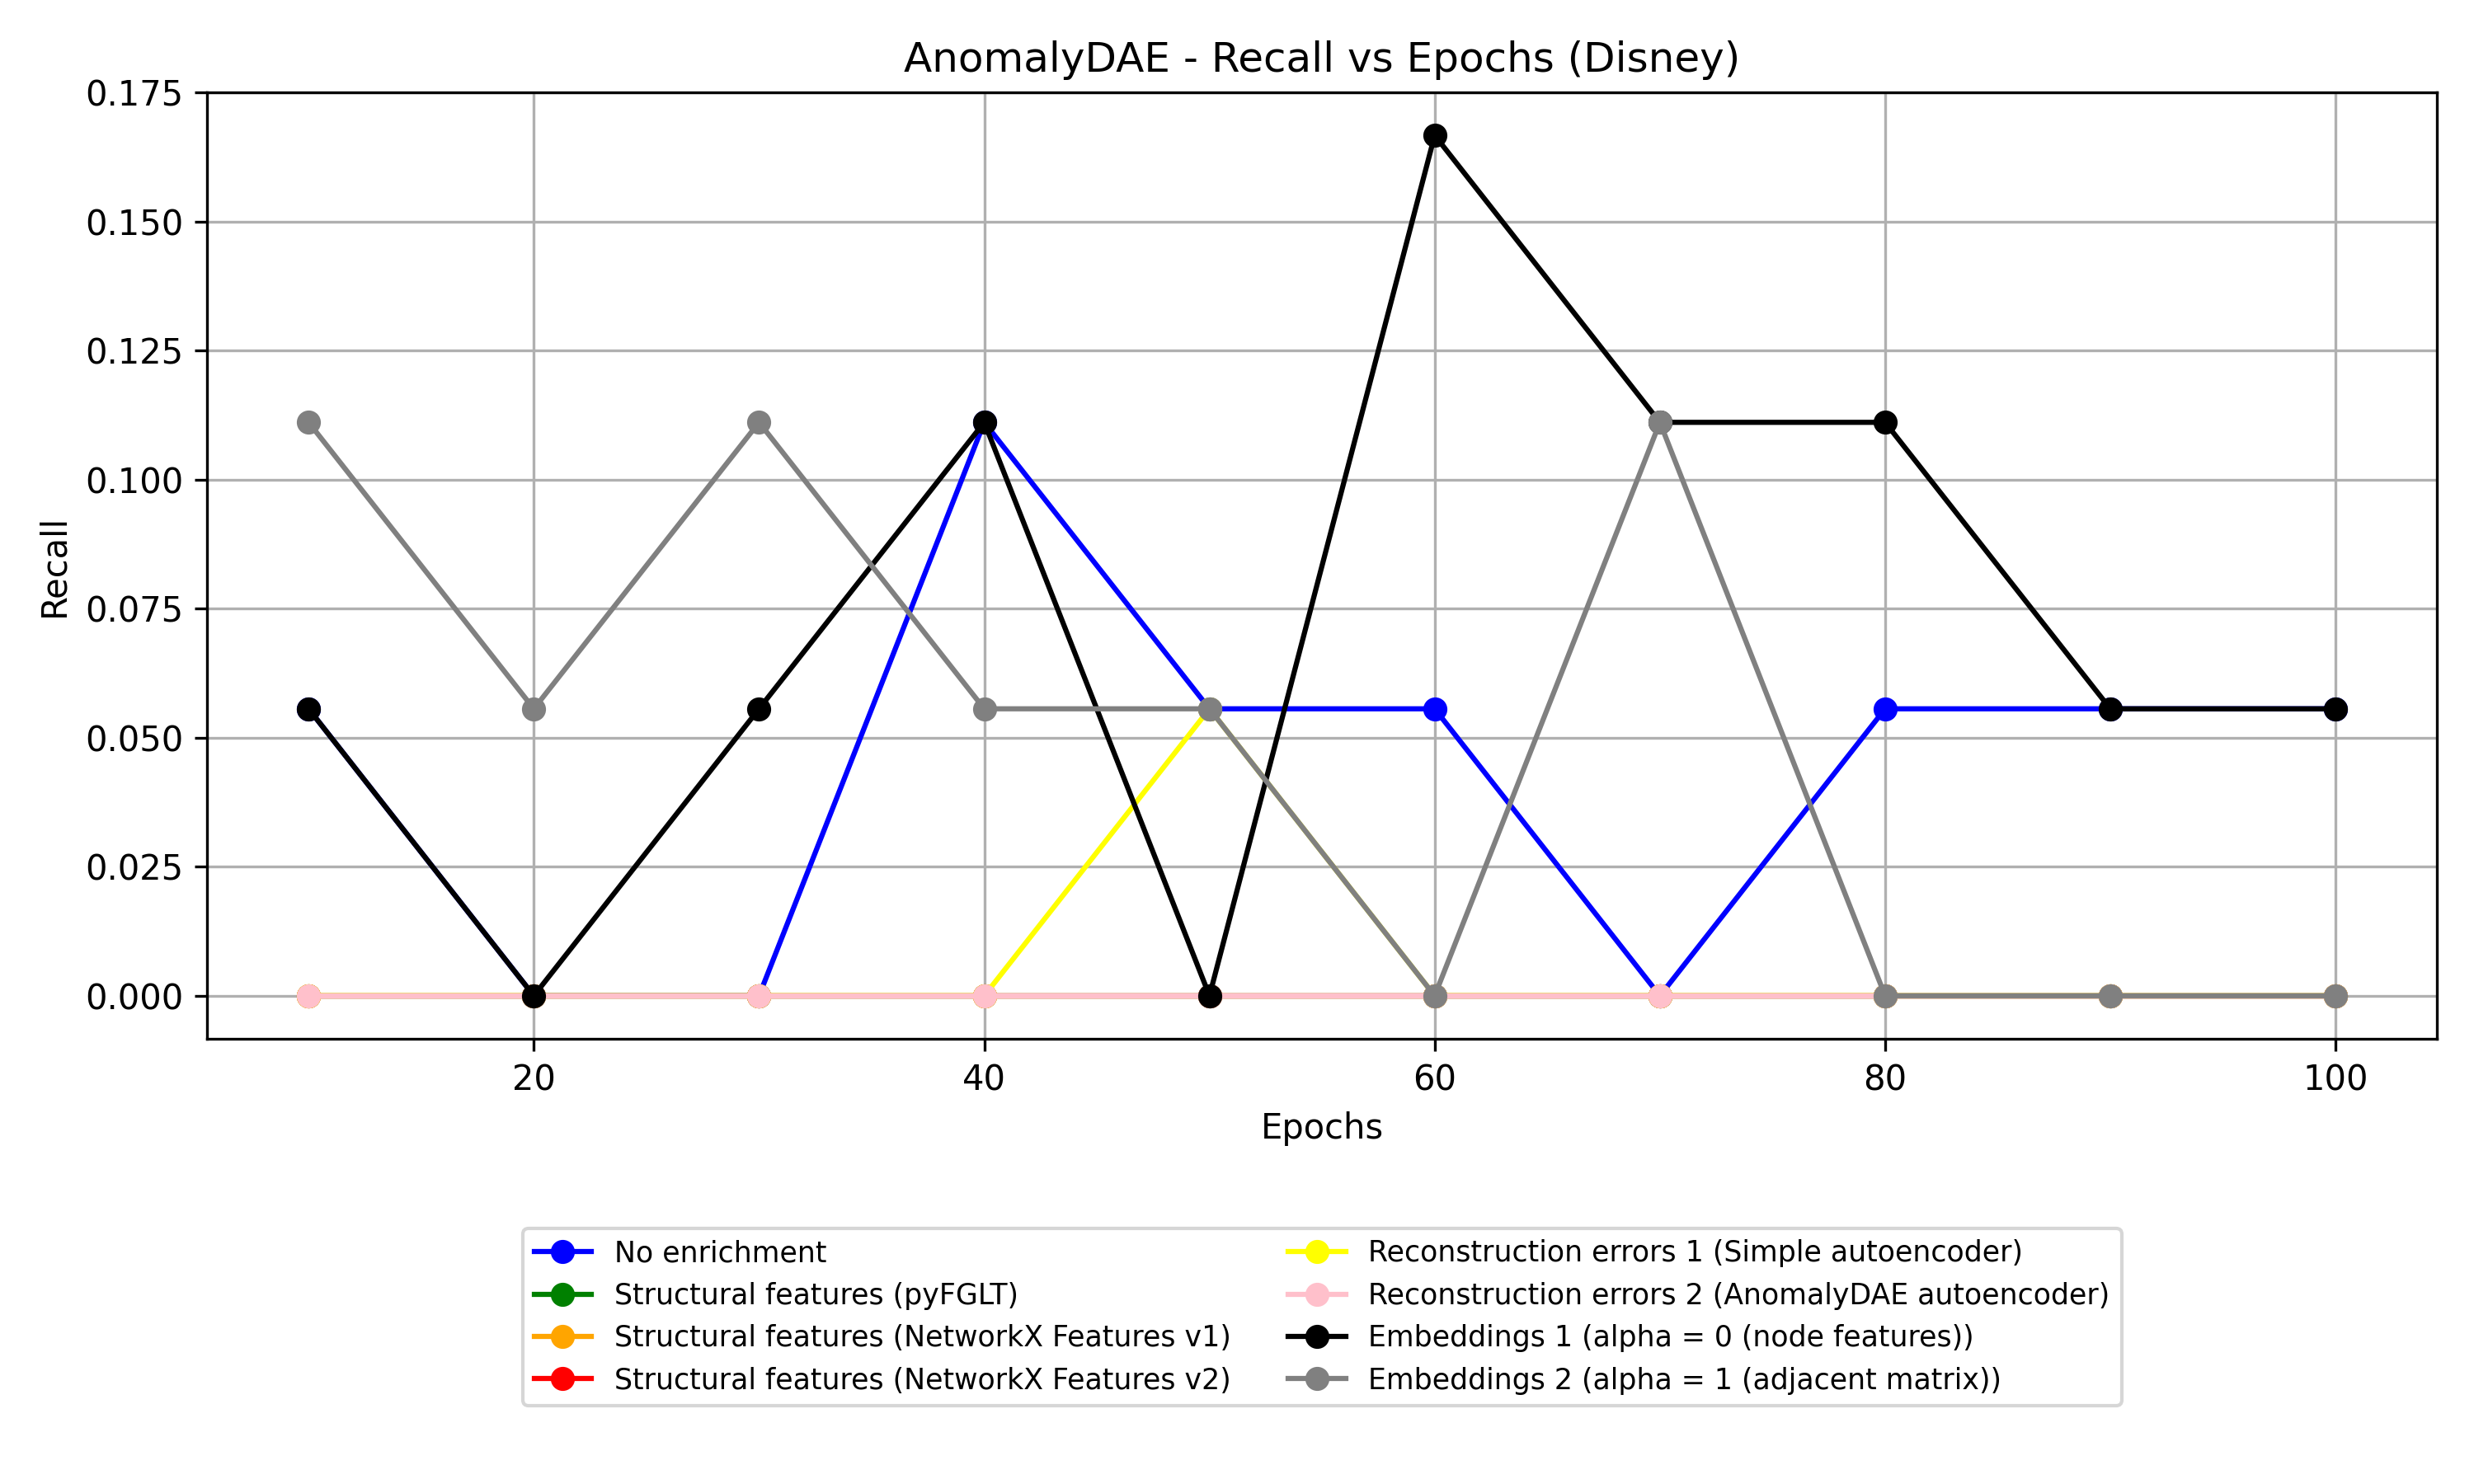 AnomalyDAE - Recall vs Epochs (Disney)
0.175
0.150
0.125
0.100
0.075
0.050
0.025
0.000
Recall
20 40 60 80 100
Epochs
No enrichment
Structural features (pyFGLT)
Structural features (NetworkX Features v1)
Structural features (NetworkX Features v2)
Reconstruction errors 1 (Simple autoencoder)
Reconstruction errors 2 (AnomalyDAE autoencoder)
Embeddings 1 (alpha = 0 (node features))
Embeddings 2 (alpha = 1 (adjacent matrix))